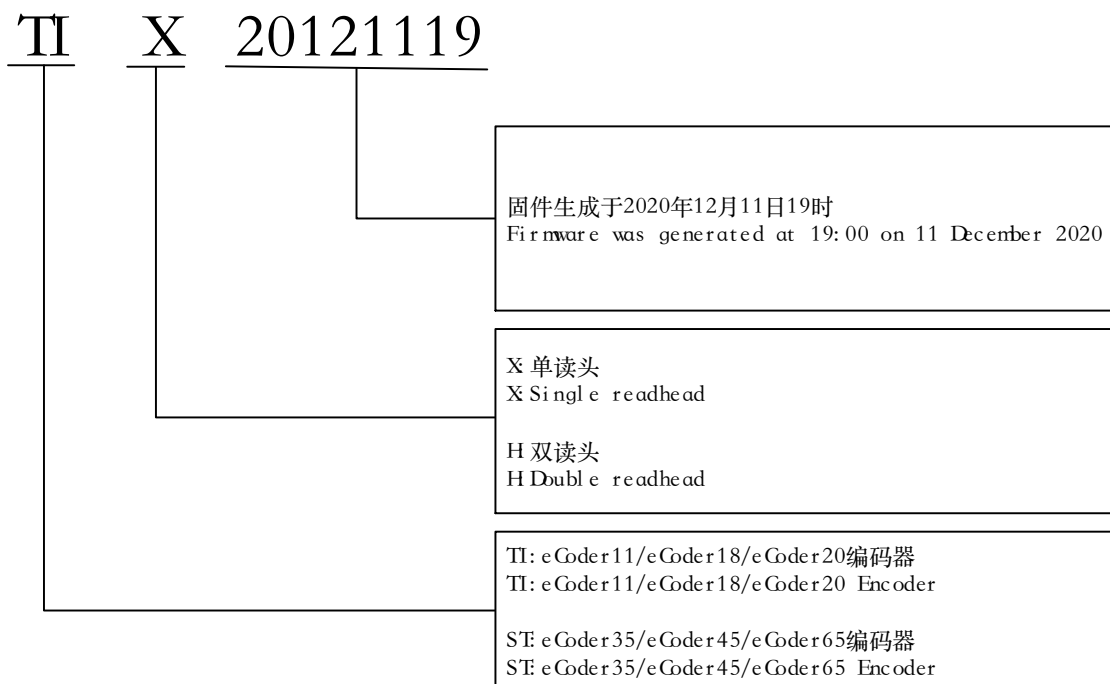 TI X 20121119
固件生成于2020年12月11日19时
Firmware was generated at 19:00 on 11 December 2020
X:单读头
X:Single readhead
H:双读头
H:Double readhead
TI:eCoder11/eCoder18/eCoder20编码器
TI:eCoder11/eCoder18/eCoder20 Encoder
ST:eCoder35/eCoder45/eCoder65编码器
ST:eCoder35/eCoder45/eCoder65 Encoder